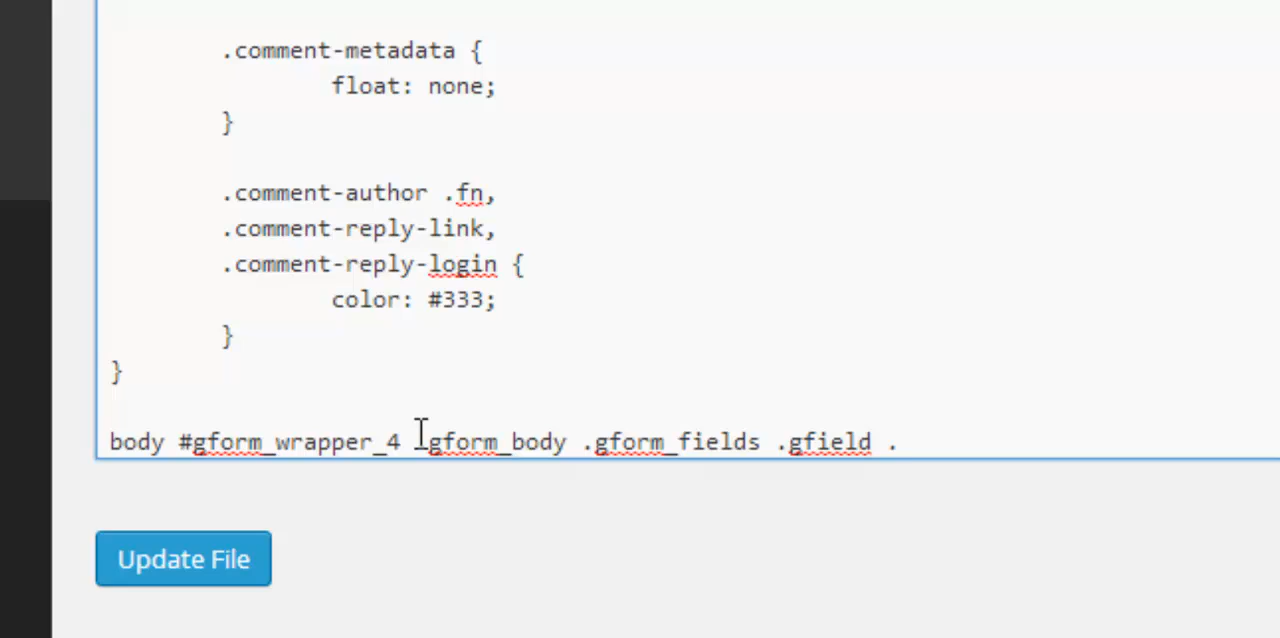 .comment-metadata {
float: none;
}
.comment-author .fn,
.comment-reply-link,
.comment-reply-login {
color: #333;
}
}
body #gform_wrapper_4 .gform_body .gform_fields .gfield .
Update File